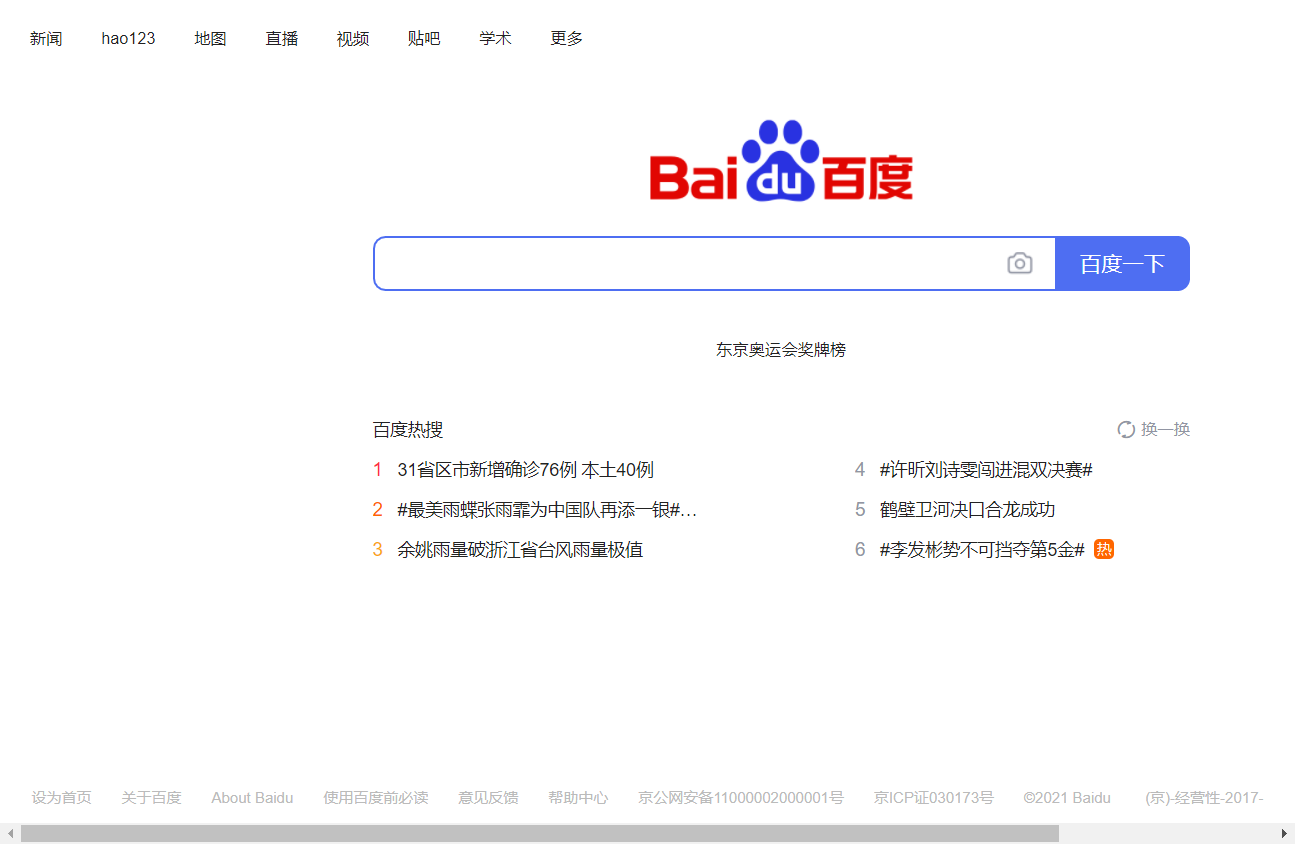 新闻 hao123 地图 直播 视频 贴吧 学术 更多
Bai du 百度
百度一下
东京奥运会奖牌榜
百度热搜 换一换
1 31省区市新增确诊76例 本土40例
4 #许昕刘诗雯闯进混双决赛#
2 #最美雨蝶张雨霏为中国队再添一银#…
5 鹤壁卫河决口合龙成功
3 余姚雨量破浙江省台风雨量极值
6 #李发彬势不可挡夺第5金# 热
设为首页 关于百度 About Baidu 使用百度前必读 意见反馈 帮助中心 京公网安备11000002000001号 京ICP证030173号 ©2021 Baidu (京)-经营性-2017-